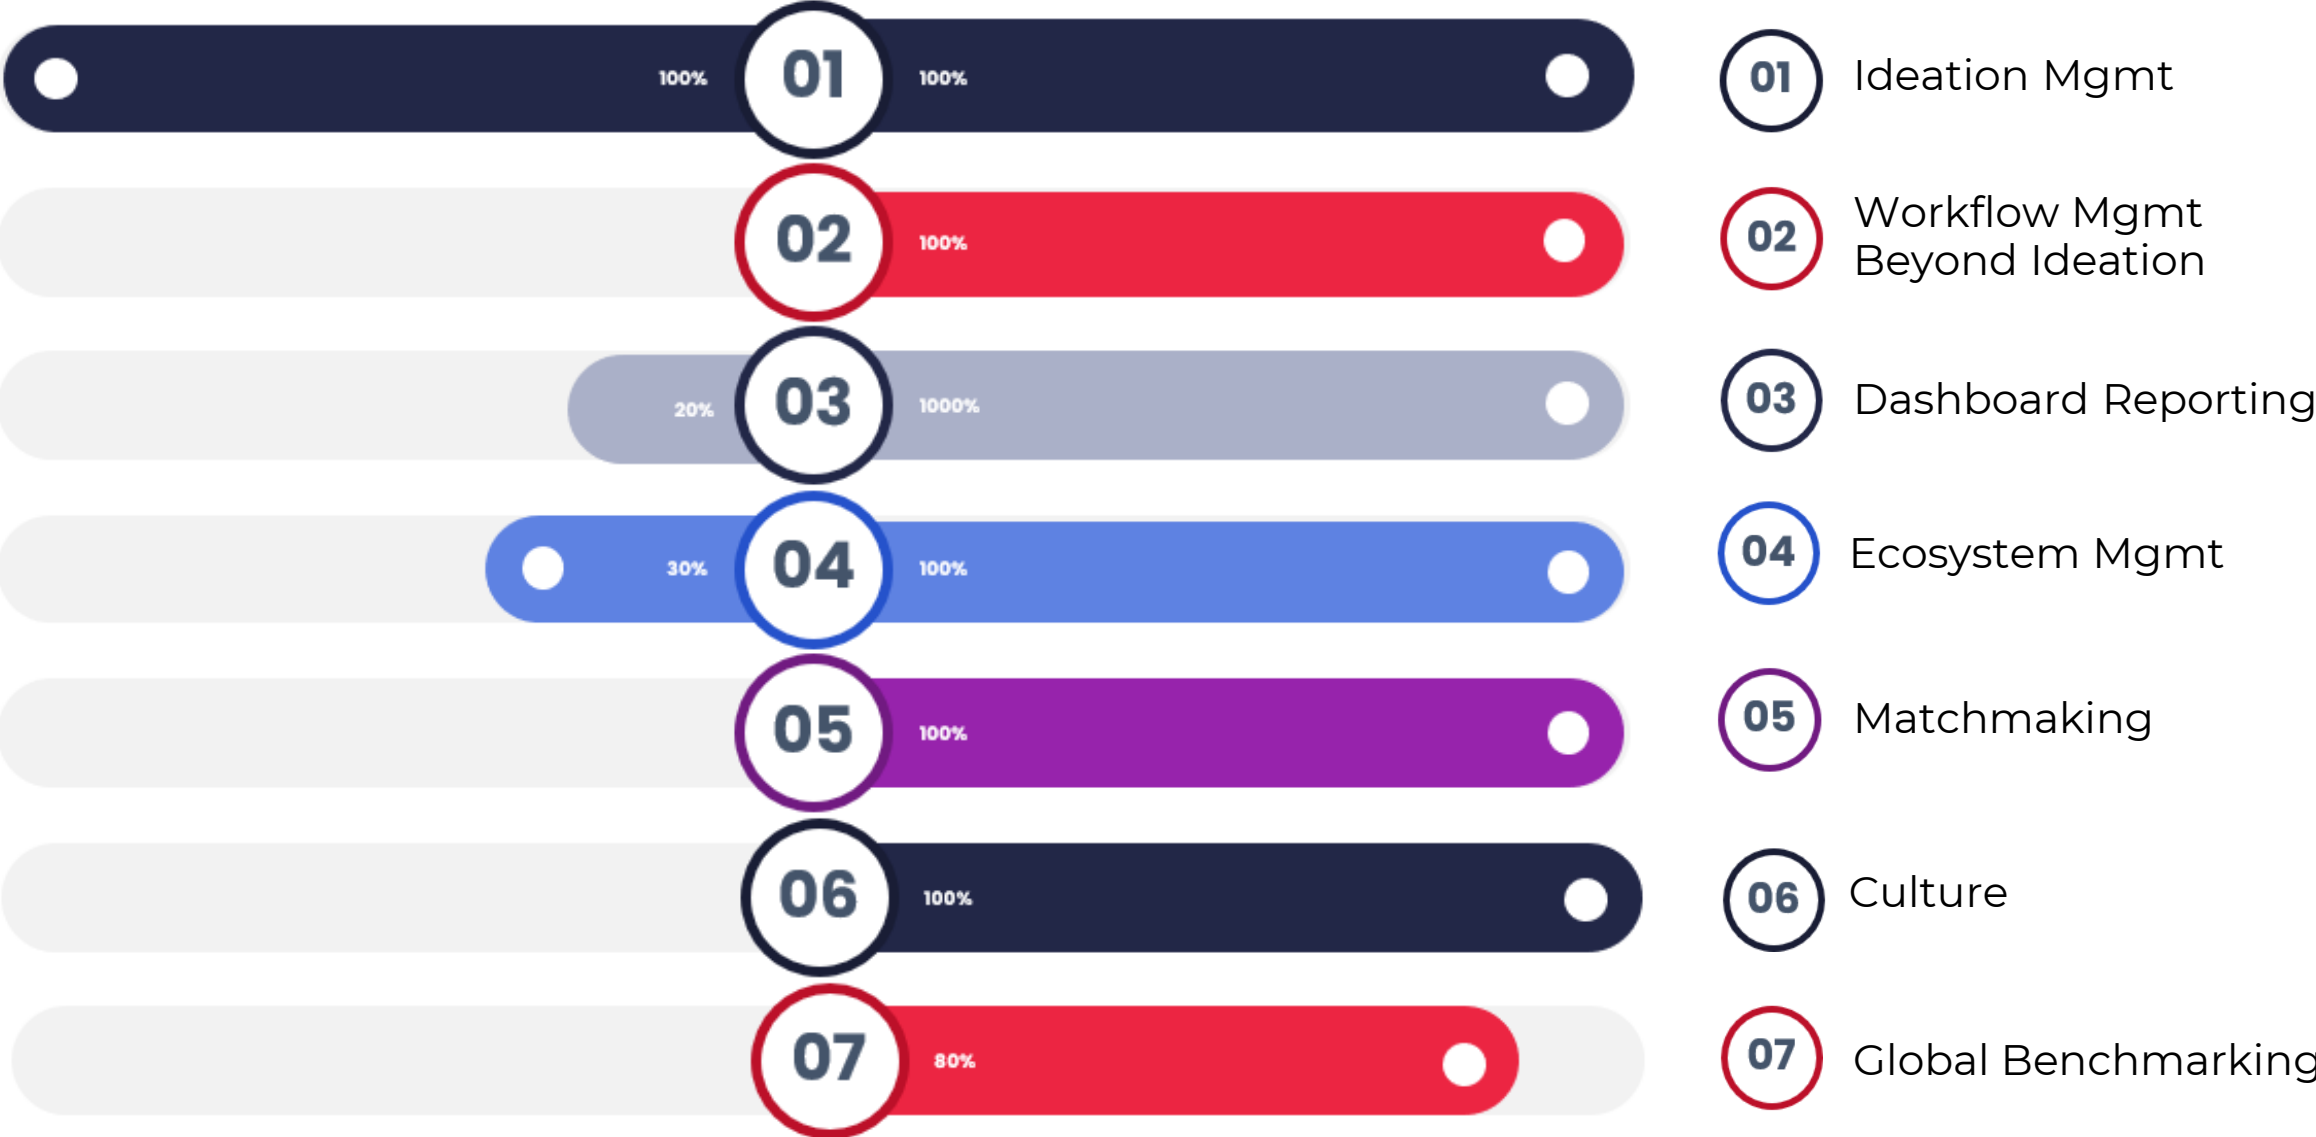 100% 01 100% 01 Ideation Mgmt
02 100% 02 Workflow Mgmt
Beyond Ideation
20% 03 1000% 03 Dashboard Reporting
30% 04 100% 04 Ecosystem Mgmt
05 100% 05 Matchmaking
06 100% 06 Culture
07 80% 07 Global Benchmarking